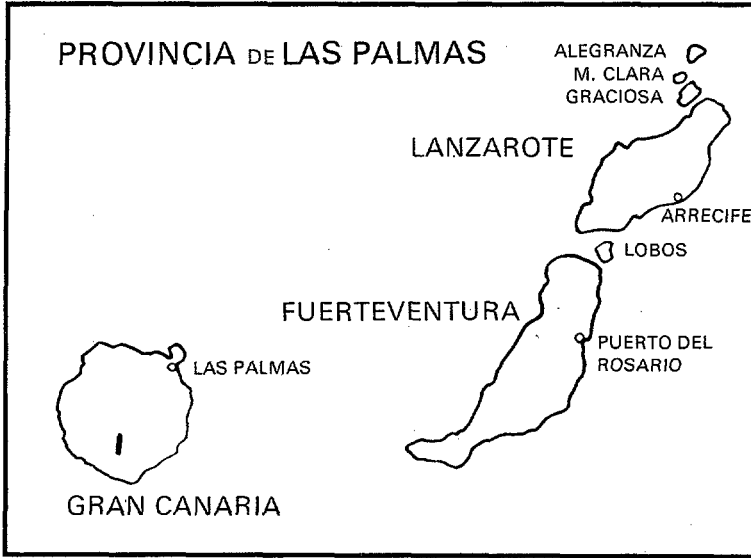 PROVINCIA DE LAS PALMAS
ALEGRANZA
M. CLARA
GRACIOSA
LANZAROTE
ARRECIFE
LOBOS
FUERTEVENTURA
PUERTO DEL
ROSARIO
LAS PALMAS
GRAN CANARIA